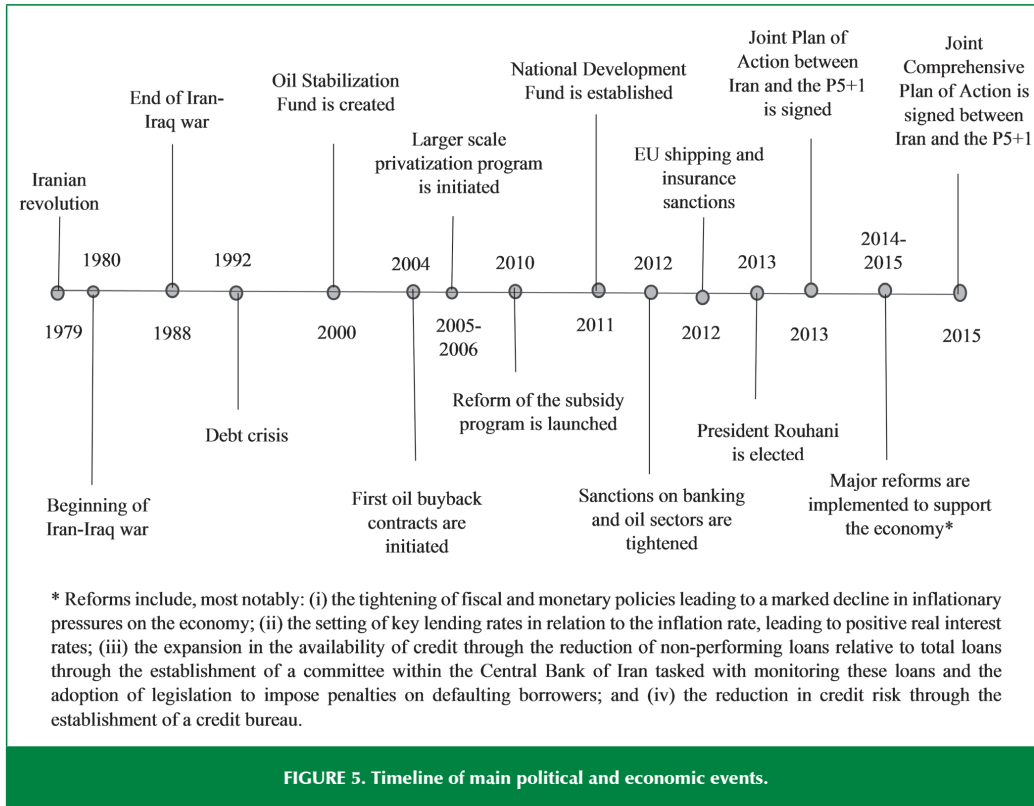 Iranian
revolution
End of Iran-
Iraq war
Oil Stabilization
Fund is created
Larger scale
privatization program
is initiated
National Development
Fund is established
EU shipping and
insurance
sanctions
Joint Plan of
Action between
Iran and the P5+1
is signed
Joint
Comprehensive
Plan of Action is
signed between
Iran and the P5+1
1980
1992
2004
2010
2012
2013
2014-
2015
1979
1988
2000
2005-
2006
2011
2012
2013
2015
Beginning of
Iran-Iraq war
Debt crisis
First oil buyback
contracts are
initiated
Reform of the subsidy
program is launched
Sanctions on banking
and oil sectors are
tightened
President Rouhani
is elected
Major reforms are
implemented to support
the economy*
* Reforms include, most notably: (i) the tightening of fiscal and monetary policies leading to a marked decline in inflationary
pressures on the economy; (ii) the setting of key lending rates in relation to the inflation rate, leading to positive real interest
rates; (iii) the expansion in the availability of credit through the reduction of non-performing loans relative to total loans
through the establishment of a committee within the Central Bank of Iran tasked with monitoring these loans and the
adoption of legislation to impose penalties on defaulting borrowers; and (iv) the reduction in credit risk through the
establishment of a credit bureau.
FIGURE 5. Timeline of main political and economic events.